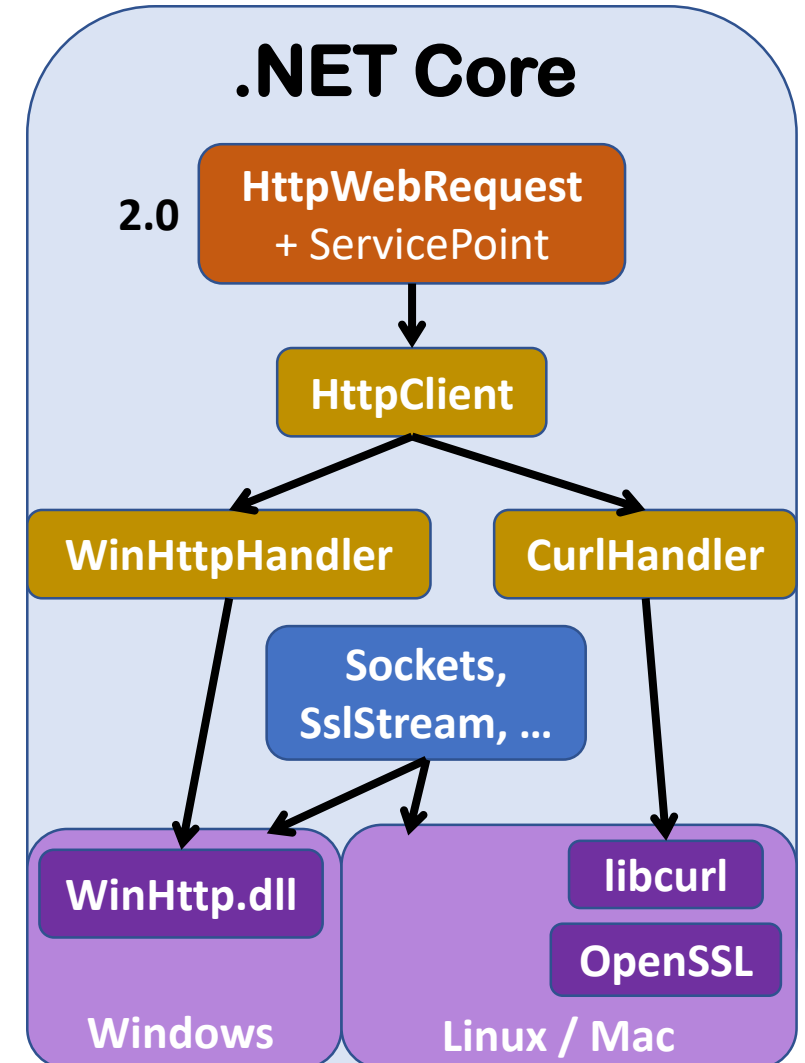 .NET Core
2.0
HttpWebRequest
+ ServicePoint
HttpClient
WinHttpHandler
CurlHandler
Sockets,
SslStream, ...
WinHttp.dll
libcurl
OpenSSL
Windows
Linux / Mac